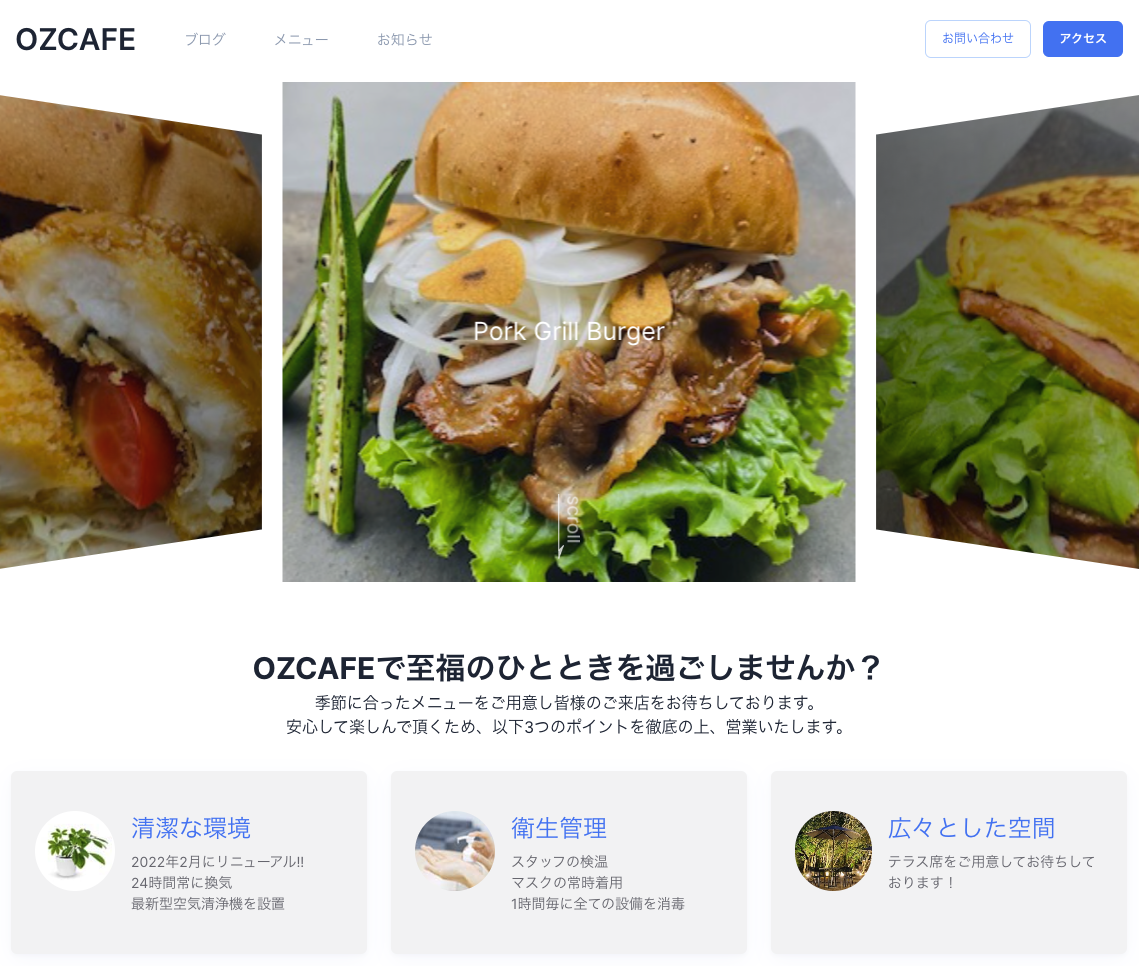 OZCAFE
ブログ
メニュー
お知らせ
お問い合わせ
アクセス
Pork Grill Burger
scroll
OZCAFEで至福のひとときを過ごしませんか？
季節に合ったメニューをご用意し皆様のご来店をお待ちしております。
安心して楽しんで頂くため、以下3つのポイントを徹底の上、営業いたします。
清潔な環境
2022年2月にリニューアル!!
24時間常に換気
最新型空気清浄機を設置
衛生管理
スタッフの検温
マスクの常時着用
1時間毎に全ての設備を消毒
広々とした空間
テラス席をご用意してお待ちして
おります！